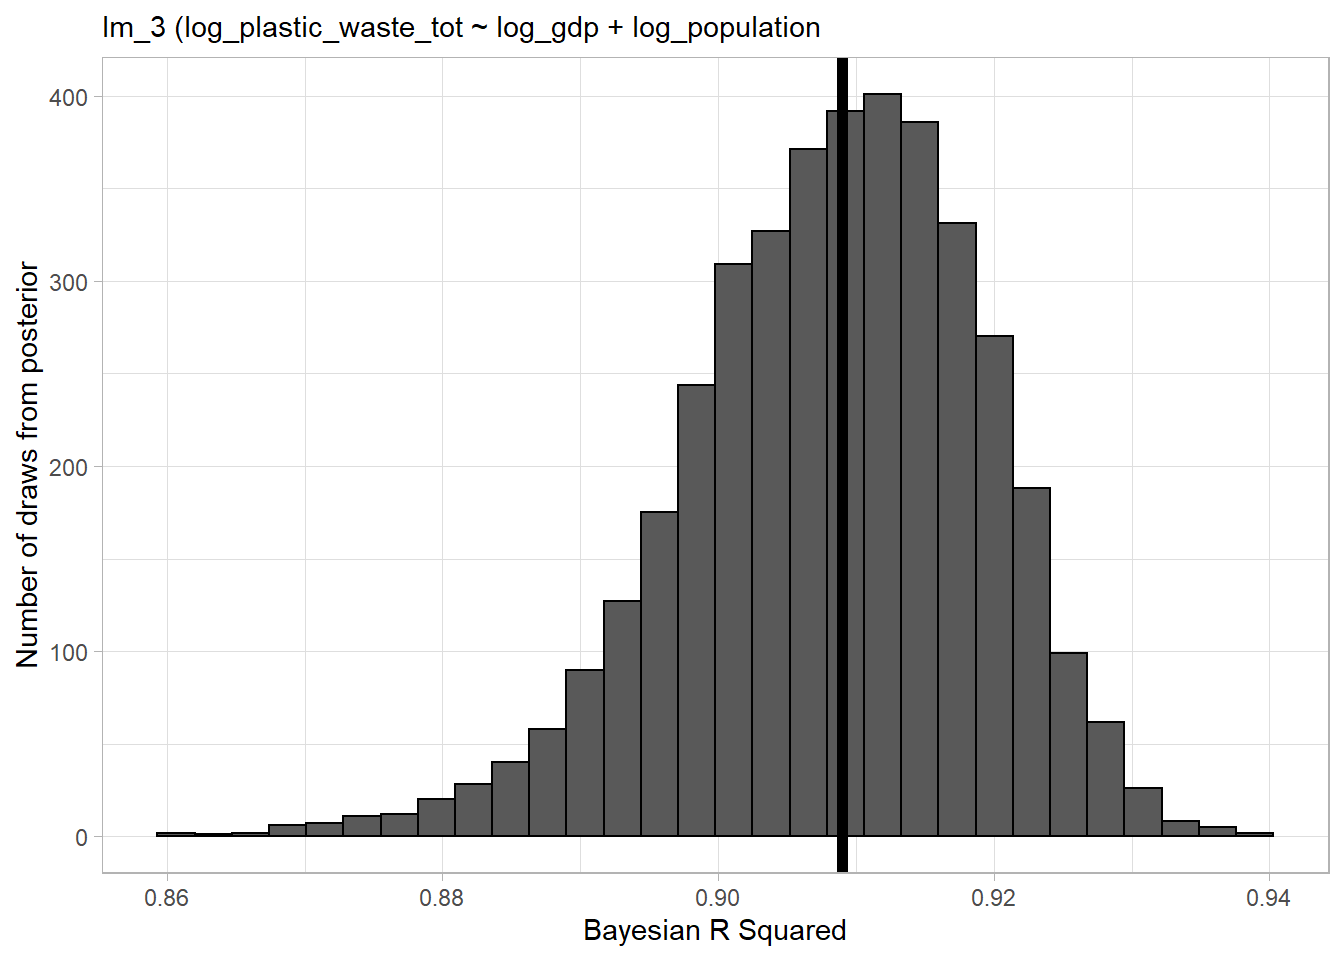 lm_3 (log_plastic_waste_tot ~ log_gdp + log_population
Number of draws from posterior
400
300
200
100
0
0.86 0.88 0.90 0.92 0.94
Bayesian R Squared